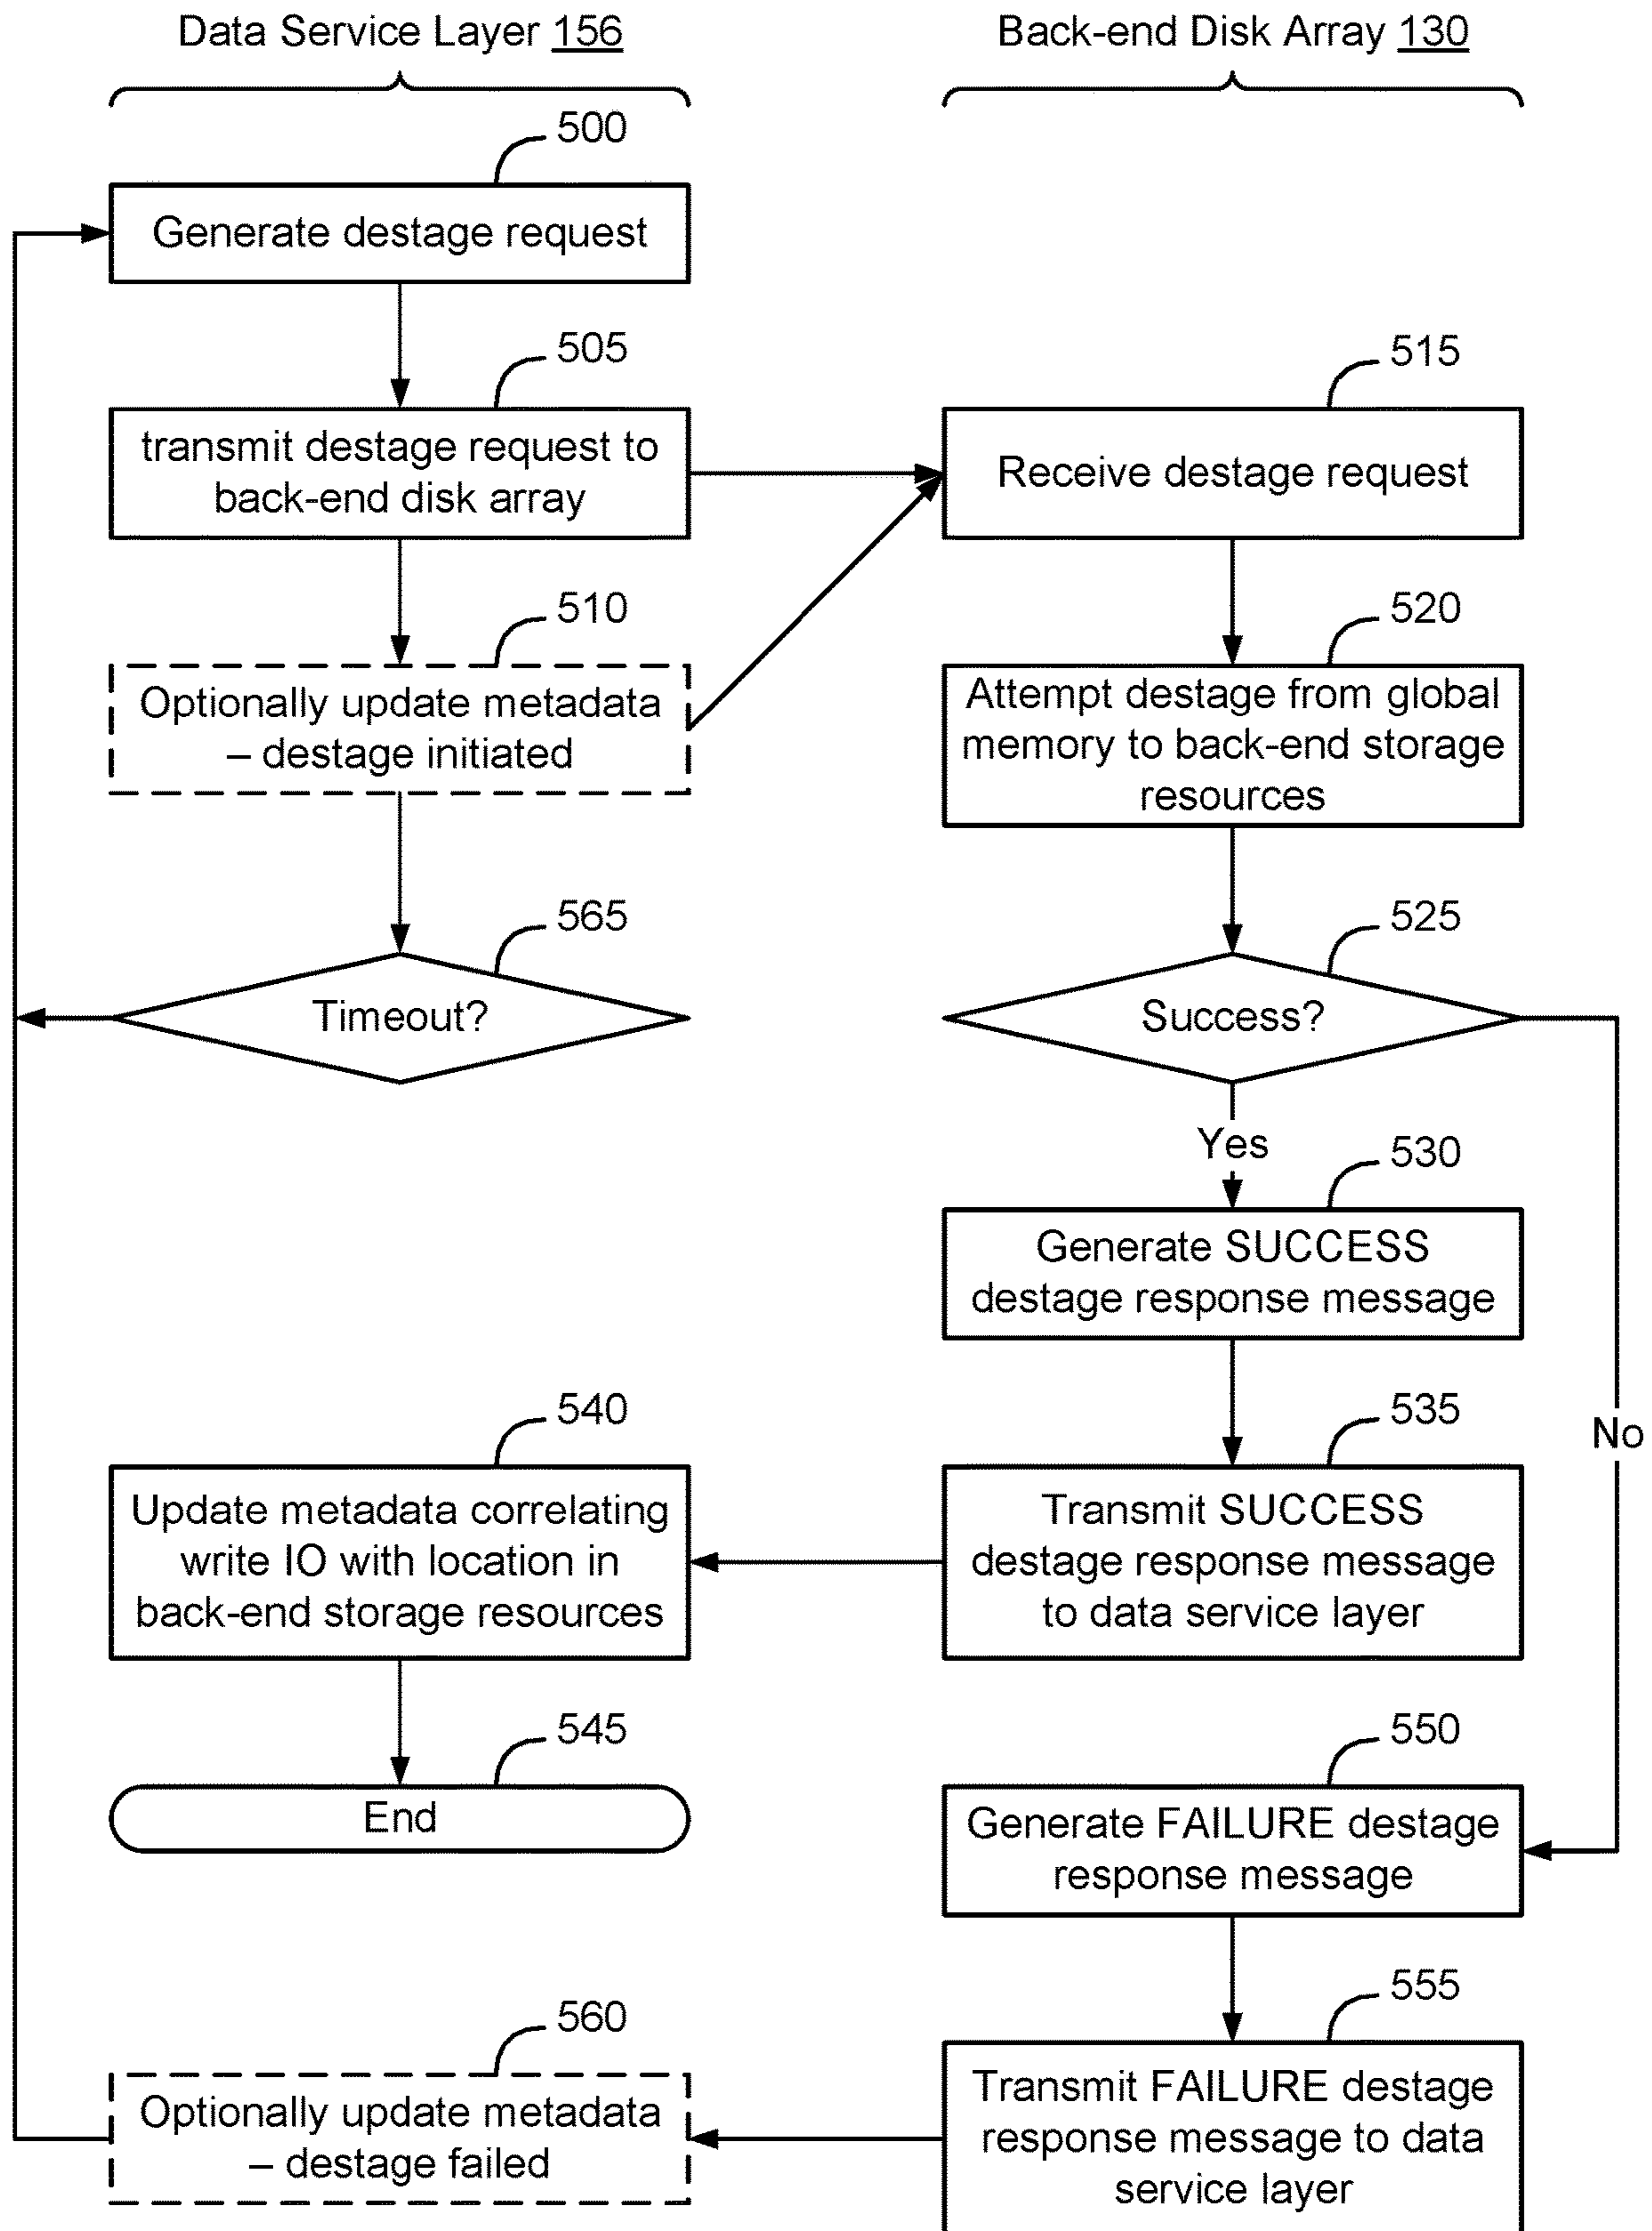 Data Service Layer 156
Back-end Disk Array 130
500
Generate destage request
505
transmit destage request to
back-end disk array
515
Receive destage request
510
Optionally update metadata
– destage initiated
520
Attempt destage from global
memory to back-end storage
resources
565
Timeout?
525
Success?
Yes
530
Generate SUCCESS
destage response message
No
540
Update metadata correlating
write IO with location in
back-end storage resources
535
Transmit SUCCESS
destage response message
to data service layer
545
End
550
Generate FAILURE destage
response message
560
Optionally update metadata
– destage failed
555
Transmit FAILURE destage
response message to data
service layer